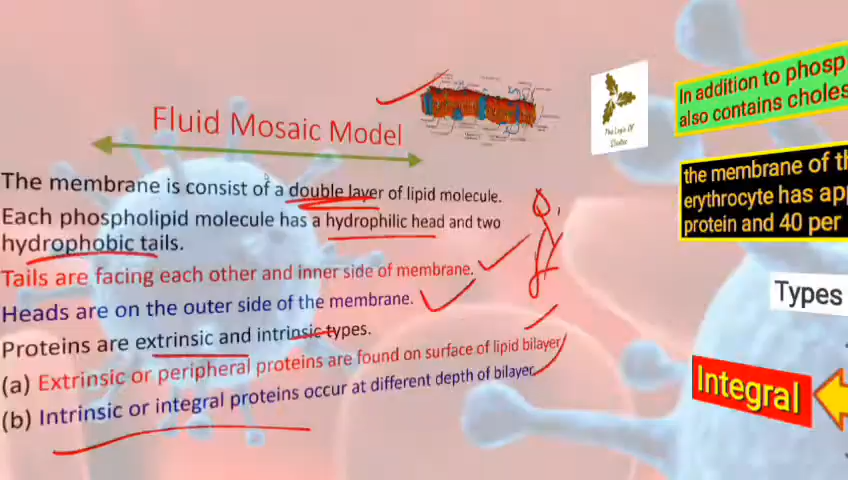 Fluid Mosaic Model
The membrane is consist of a double layer of lipid molecule.
Each phospholipid molecule has a hydrophilic head and two
hydrophobic tails.
Tails are facing each other and inner side of membrane.
Heads are on the outer side of the membrane.
Proteins are extrinsic and intrinsic types.
(a) Extrinsic or peripheral proteins are found on surface of lipid bilayer
(b) Intrinsic or integral proteins occur at different depth of bilayer
The Logic Of
In addition to phosp
also contains choles
the membrane of th
erythrocyte has app
protein and 40 per
Types
Integral